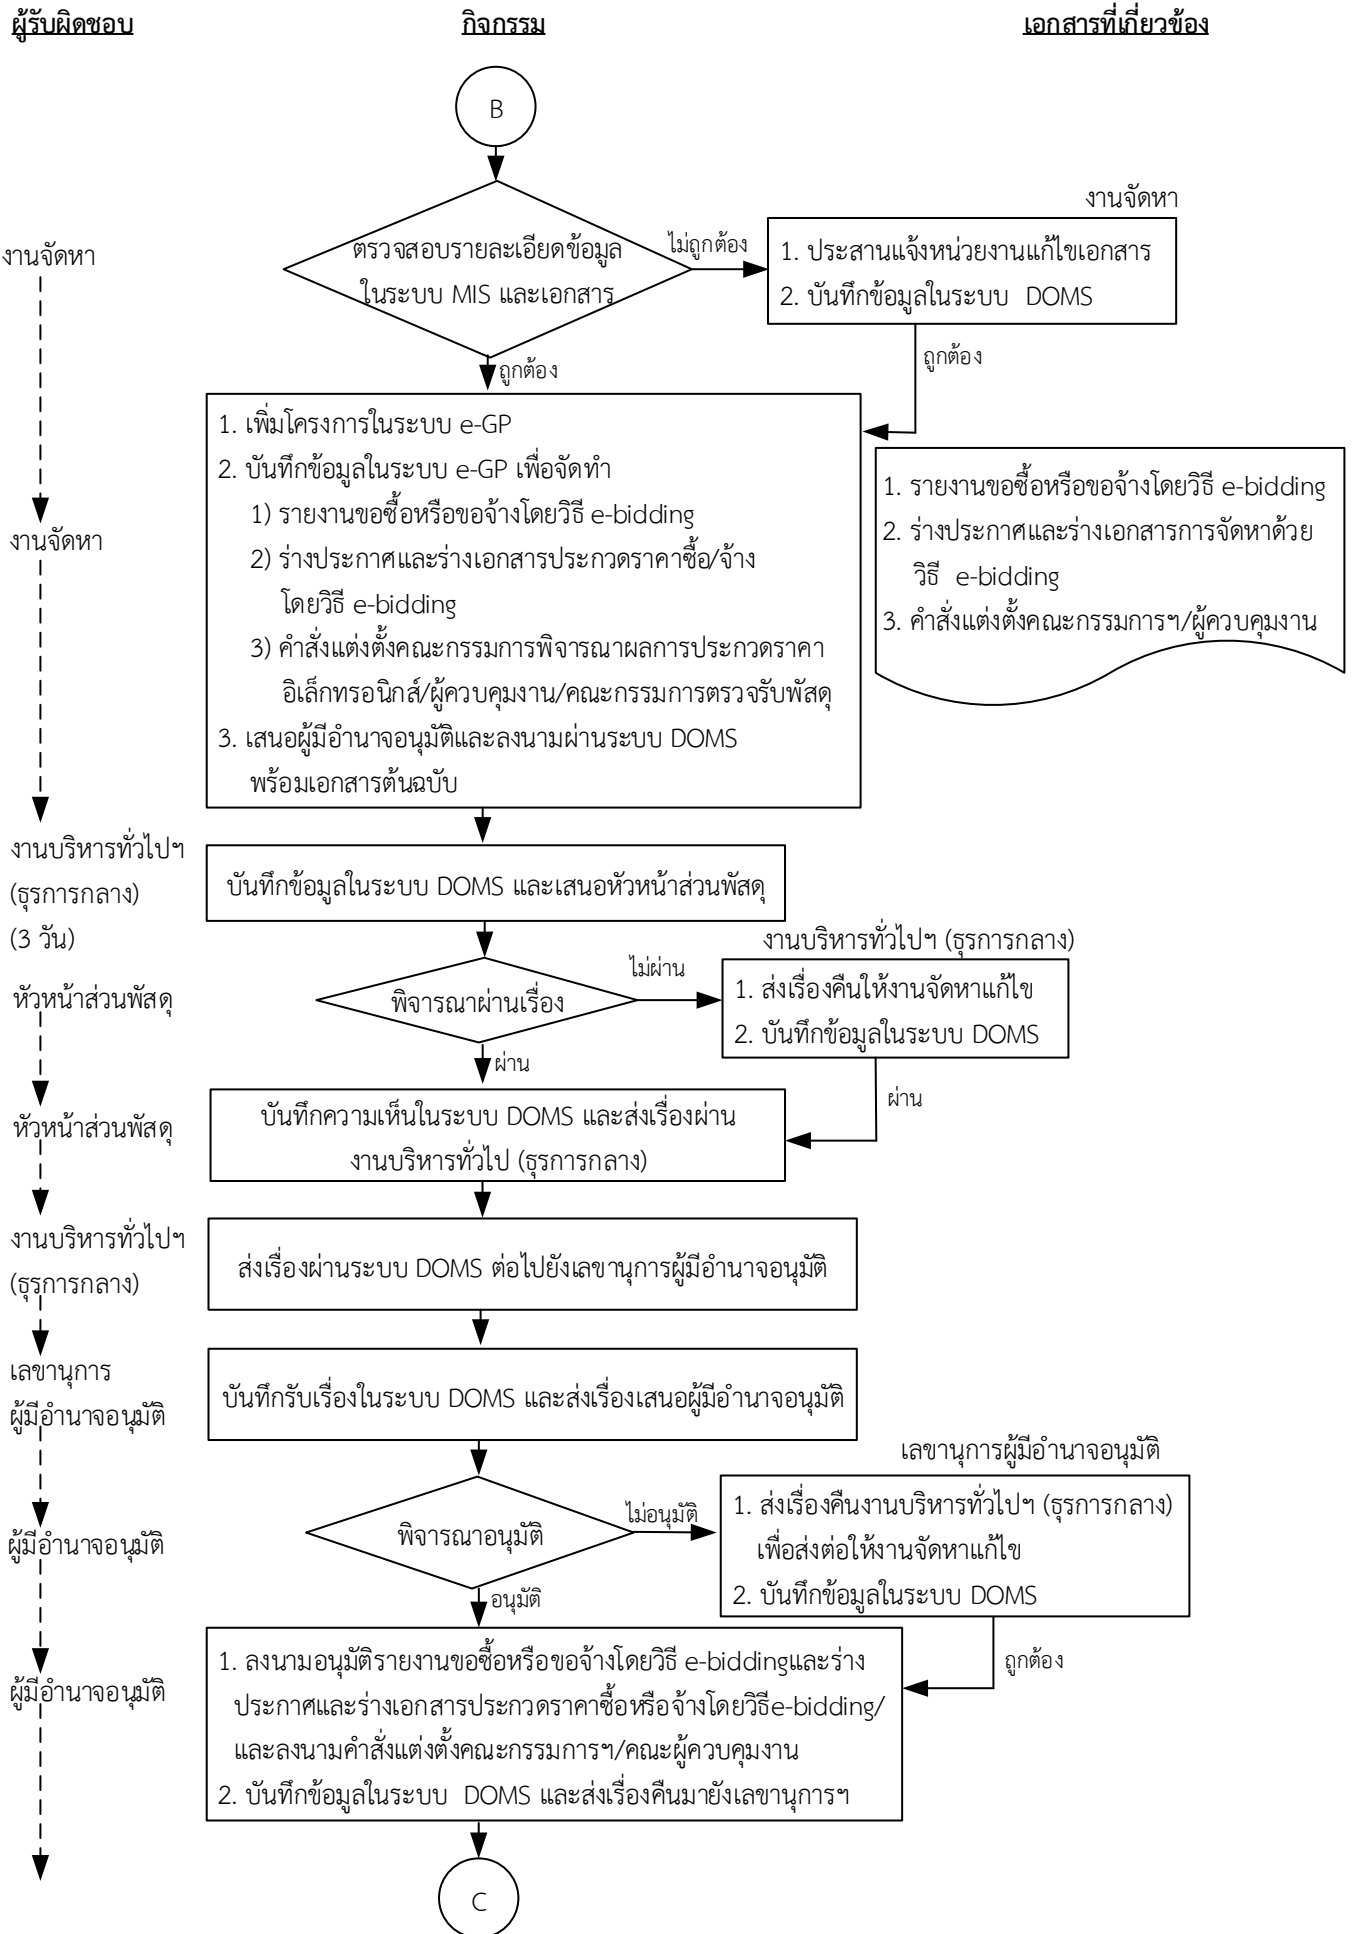 ผู้รับผิดชอบ
กิจกรรม
เอกสารที่เกี่ยวข้อง
B
งานจัดหา
ตรวจสอบรายละเอียดข้อมูล
ในระบบ MIS และเอกสาร
ไม่ถูกต้อง
งานจัดหา
1. ประสานแจ้งหน่วยงานแก้ไขเอกสาร
2. บันทึกข้อมูลในระบบ DOMS
ถูกต้อง
ถูกต้อง
งานจัดหา
1. เพิ่มโครงการในระบบ e-GP
2. บันทึกข้อมูลในระบบ e-GP เพื่อจัดทำ
1) รายงานขอซื้อหรือขอจ้างโดยวิธี e-bidding
2) ร่างประกาศและร่างเอกสารประกวดราคาซื้อ/จ้าง
โดยวิธี e-bidding
3) คำสั่งแต่งตั้งคณะกรรมการพิจารณาผลการประกวดราคา
อิเล็กทรอนิกส์/ผู้ควบคุมงาน/คณะกรรมการตรวจรับพัสดุ
3. เสนอผู้มีอำนาจอนุมัติและลงนามผ่านระบบ DOMS
พร้อมเอกสารต้นฉบับ
1. รายงานขอซื้อหรือขอจ้างโดยวิธี e-bidding
2. ร่างประกาศและร่างเอกสารการจัดหาด้วย
วิธี e-bidding
3. คำสั่งแต่งตั้งคณะกรรมการฯ/ผู้ควบคุมงาน
งานบริหารทั่วไปฯ
(ธุรการกลาง)
(3 วัน)
บันทึกข้อมูลในระบบ DOMS และเสนอหัวหน้าส่วนพัสดุ
หัวหน้าส่วนพัสดุ
พิจารณาผ่านเรื่อง
ไม่ผ่าน
งานบริหารทั่วไปฯ (ธุรการกลาง)
1. ส่งเรื่องคืนให้งานจัดหาแก้ไข
2. บันทึกข้อมูลในระบบ DOMS
ผ่าน
ผ่าน
หัวหน้าส่วนพัสดุ
บันทึกความเห็นในระบบ DOMS และส่งเรื่องผ่าน
งานบริหารทั่วไป (ธุรการกลาง)
งานบริหารทั่วไปฯ
(ธุรการกลาง)
ส่งเรื่องผ่านระบบ DOMS ต่อไปยังเลขานุการผู้มีอำนาจอนุมัติ
เลขานุการ
ผู้มีอำนาจอนุมัติ
บันทึกรับเรื่องในระบบ DOMS และส่งเรื่องเสนอผู้มีอำนาจอนุมัติ
ผู้มีอำนาจอนุมัติ
พิจารณาอนุมัติ
ไม่อนุมัติ
เลขานุการผู้มีอำนาจอนุมัติ
1. ส่งเรื่องคืนงานบริหารทั่วไปฯ (ธุรการกลาง)
เพื่อส่งต่อให้งานจัดหาแก้ไข
2. บันทึกข้อมูลในระบบ DOMS
อนุมัติ
ถูกต้อง
ผู้มีอำนาจอนุมัติ
1. ลงนามอนุมัติรายงานขอซื้อหรือขอจ้างโดยวิธี e-biddingและร่าง
ประกาศและร่างเอกสารประกวดราคาซื้อหรือจ้างโดยวิธีe-bidding/
และลงนามคำสั่งแต่งตั้งคณะกรรมการฯ/คณะผู้ควบคุมงาน
2. บันทึกข้อมูลในระบบ DOMS และส่งเรื่องคืนมายังเลขานุการฯ
C